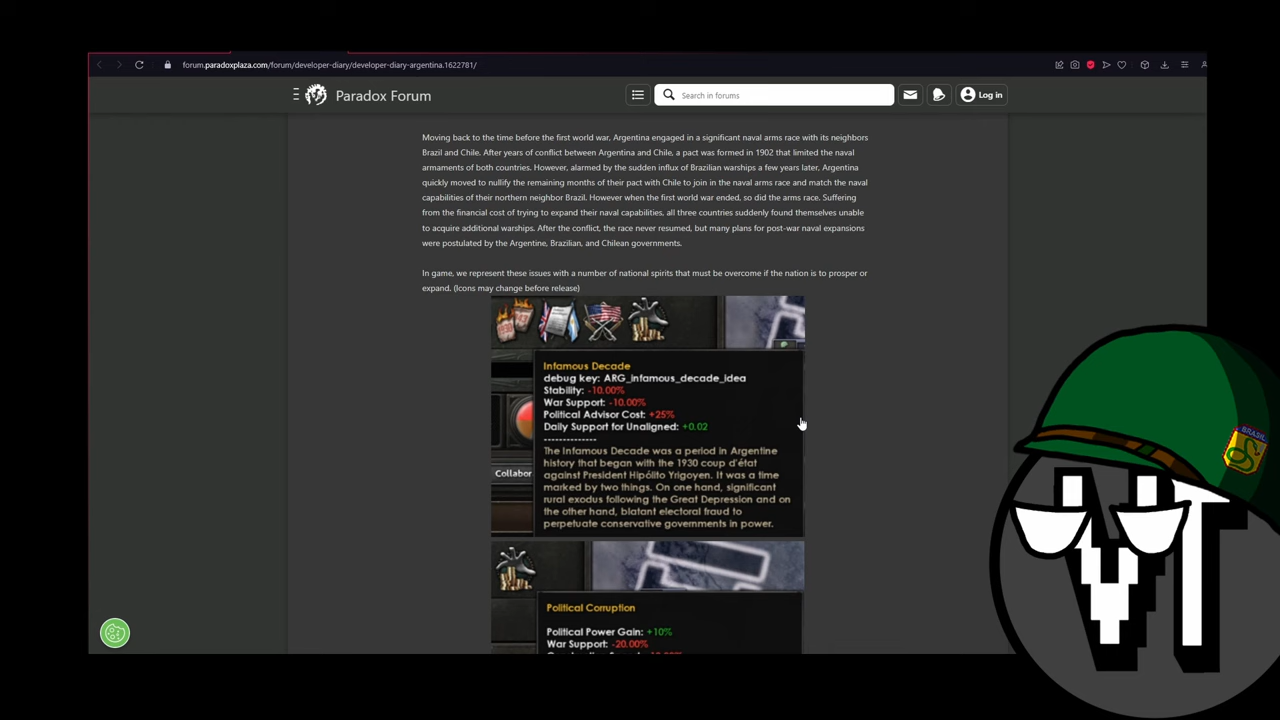 forum.paradoxplaza.com/forum/developer-diary/developer-diary-argentina.1622781/
Paradox Forum
Search in forums
Log in
Moving back to the time before the first world war, Argentina engaged in a significant naval arms race with its neighbors
Brazil and Chile. After years of conflict between Argentina and Chile, a pact was formed in 1902 that limited the naval
armaments of both countries. However, alarmed by the sudden influx of Brazilian warships a few years later, Argentina
quickly moved to nullify the remaining months of their pact with Chile to join in the naval arms race and match the naval
capabilities of their northern neighbor Brazil. However when the first world war ended, so did the arms race. Suffering
from the financial cost of trying to expand their naval capabilities, all three countries suddenly found themselves unable
to acquire additional warships. After the conflict, the race never resumed, but many plans for post-war naval expansions
were postulated by the Argentine, Brazilian, and Chilean governments.
In game, we represent these issues with a number of national spirits that must be overcome if the nation is to prosper or
expand. (Icons may change before release)
Infamous Decade
debug key: ARG_infamous_decade_idea
Stability: -10.00%
War Support: -10.00%
Political Advisor Cost: +25%
Daily Support for Unaligned: +0.02
--------------
The Infamous Decade was a period in Argentine
history that began with the 1930 coup d'état
against President Hipólito Yrigoyen. It was a time
marked by two things. On one hand, significant
rural exodus following the Great Depression and on
the other hand, blatant electoral fraud to
perpetuate conservative governments in power.
Collabor
Political Corruption
Political Power Gain: +10%
War Support: -20.00%
BRASIL